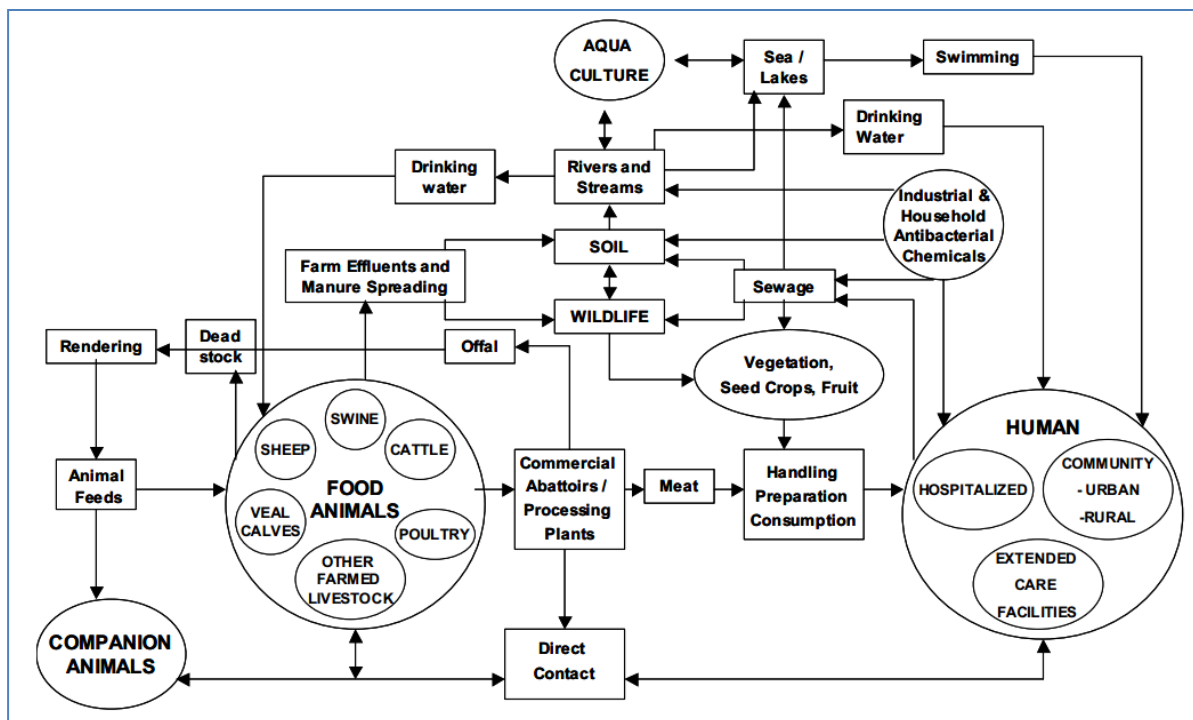 AQUA
CULTURE
Sea /
Lakes
Swimming
Drinking
Water
Drinking
water
Rivers and
Streams
Industrial &
Household
Antibacterial
Chemicals
SOIL
Farm Effluents and
Manure Spreading
Sewage
WILDLIFE
Rendering
Dead
stock
Offal
Vegetation,
Seed Crops, Fruit
SWINE
SHEEP
CATTLE
HUMAN
Animal
Feeds
FOOD
ANIMALS
VEAL
CALVES
POULTRY
OTHER
FARMED
LIVESTOCK
Commercial
Abattoirs /
Processing
Plants
Meat
Handling
Preparation
Consumption
HOSPITALIZED
COMMUNITY
- URBAN
-RURAL
EXTENDED
CARE
FACILITIES
COMPANION
ANIMALS
Direct
Contact